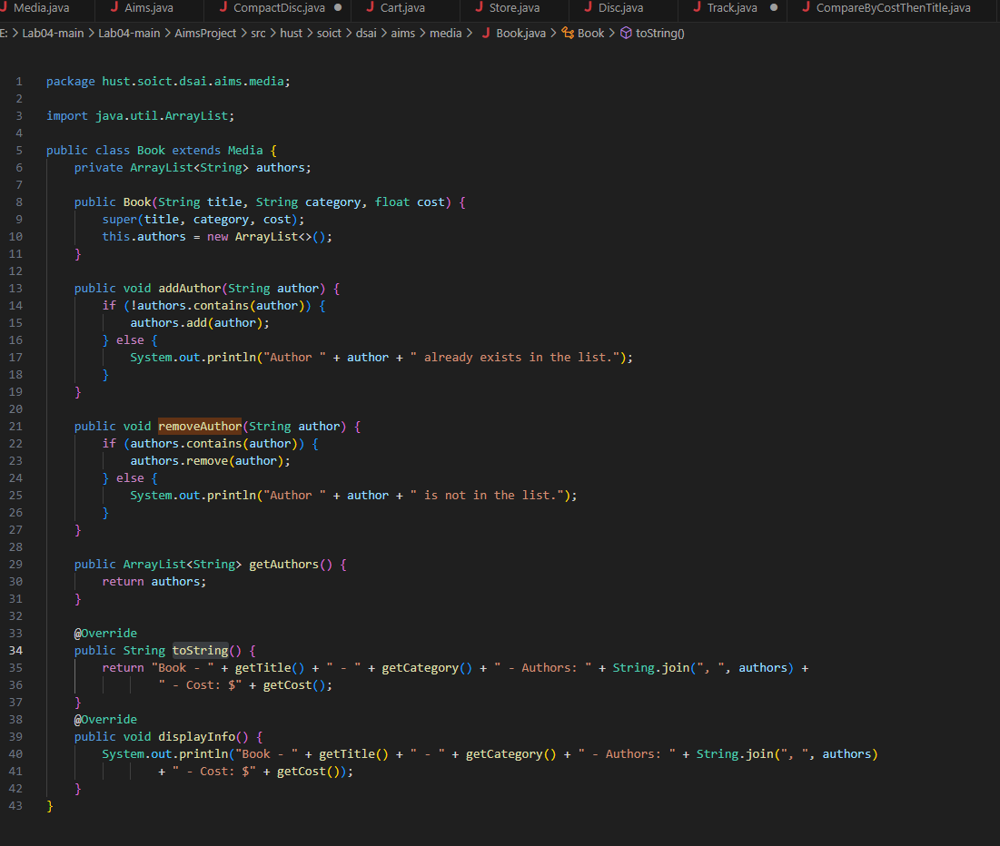 Media.java Aims.java CompactDisc.java Cart.java Store.java Disc.java Track.java CompareByCostThenTitle.java
E: > Lab04-main > Lab04-main > AimsProject > src > hust > soict > dsai > aims > media > Book.java > Book > toString()
1 package hust.soict.dsai.aims.media;
2
3 import java.util.ArrayList;
4
5 public class Book extends Media {
6     private ArrayList<String> authors;
7
8     public Book(String title, String category, float cost) {
9         super(title, category, cost);
10         this.authors = new ArrayList<>();
11     }
12
13     public void addAuthor(String author) {
14         if (!authors.contains(author)) {
15             authors.add(author);
16         } else {
17             System.out.println("Author " + author + " already exists in the list.");
18         }
19     }
20
21     public void removeAuthor(String author) {
22         if (authors.contains(author)) {
23             authors.remove(author);
24         } else {
25             System.out.println("Author " + author + " is not in the list.");
26         }
27     }
28
29     public ArrayList<String> getAuthors() {
30         return authors;
31     }
32
33     @Override
34     public String toString() {
35         return "Book - " + getTitle() + " - " + getCategory() + " - Authors: " + String.join(", ", authors) +
36                 " - Cost: $" + getCost();
37     }
38     @Override
39     public void displayInfo() {
40         System.out.println("Book - " + getTitle() + " - " + getCategory() + " - Authors: " + String.join(", ", authors)
41                 + " - Cost: $" + getCost());
42     }
43 }